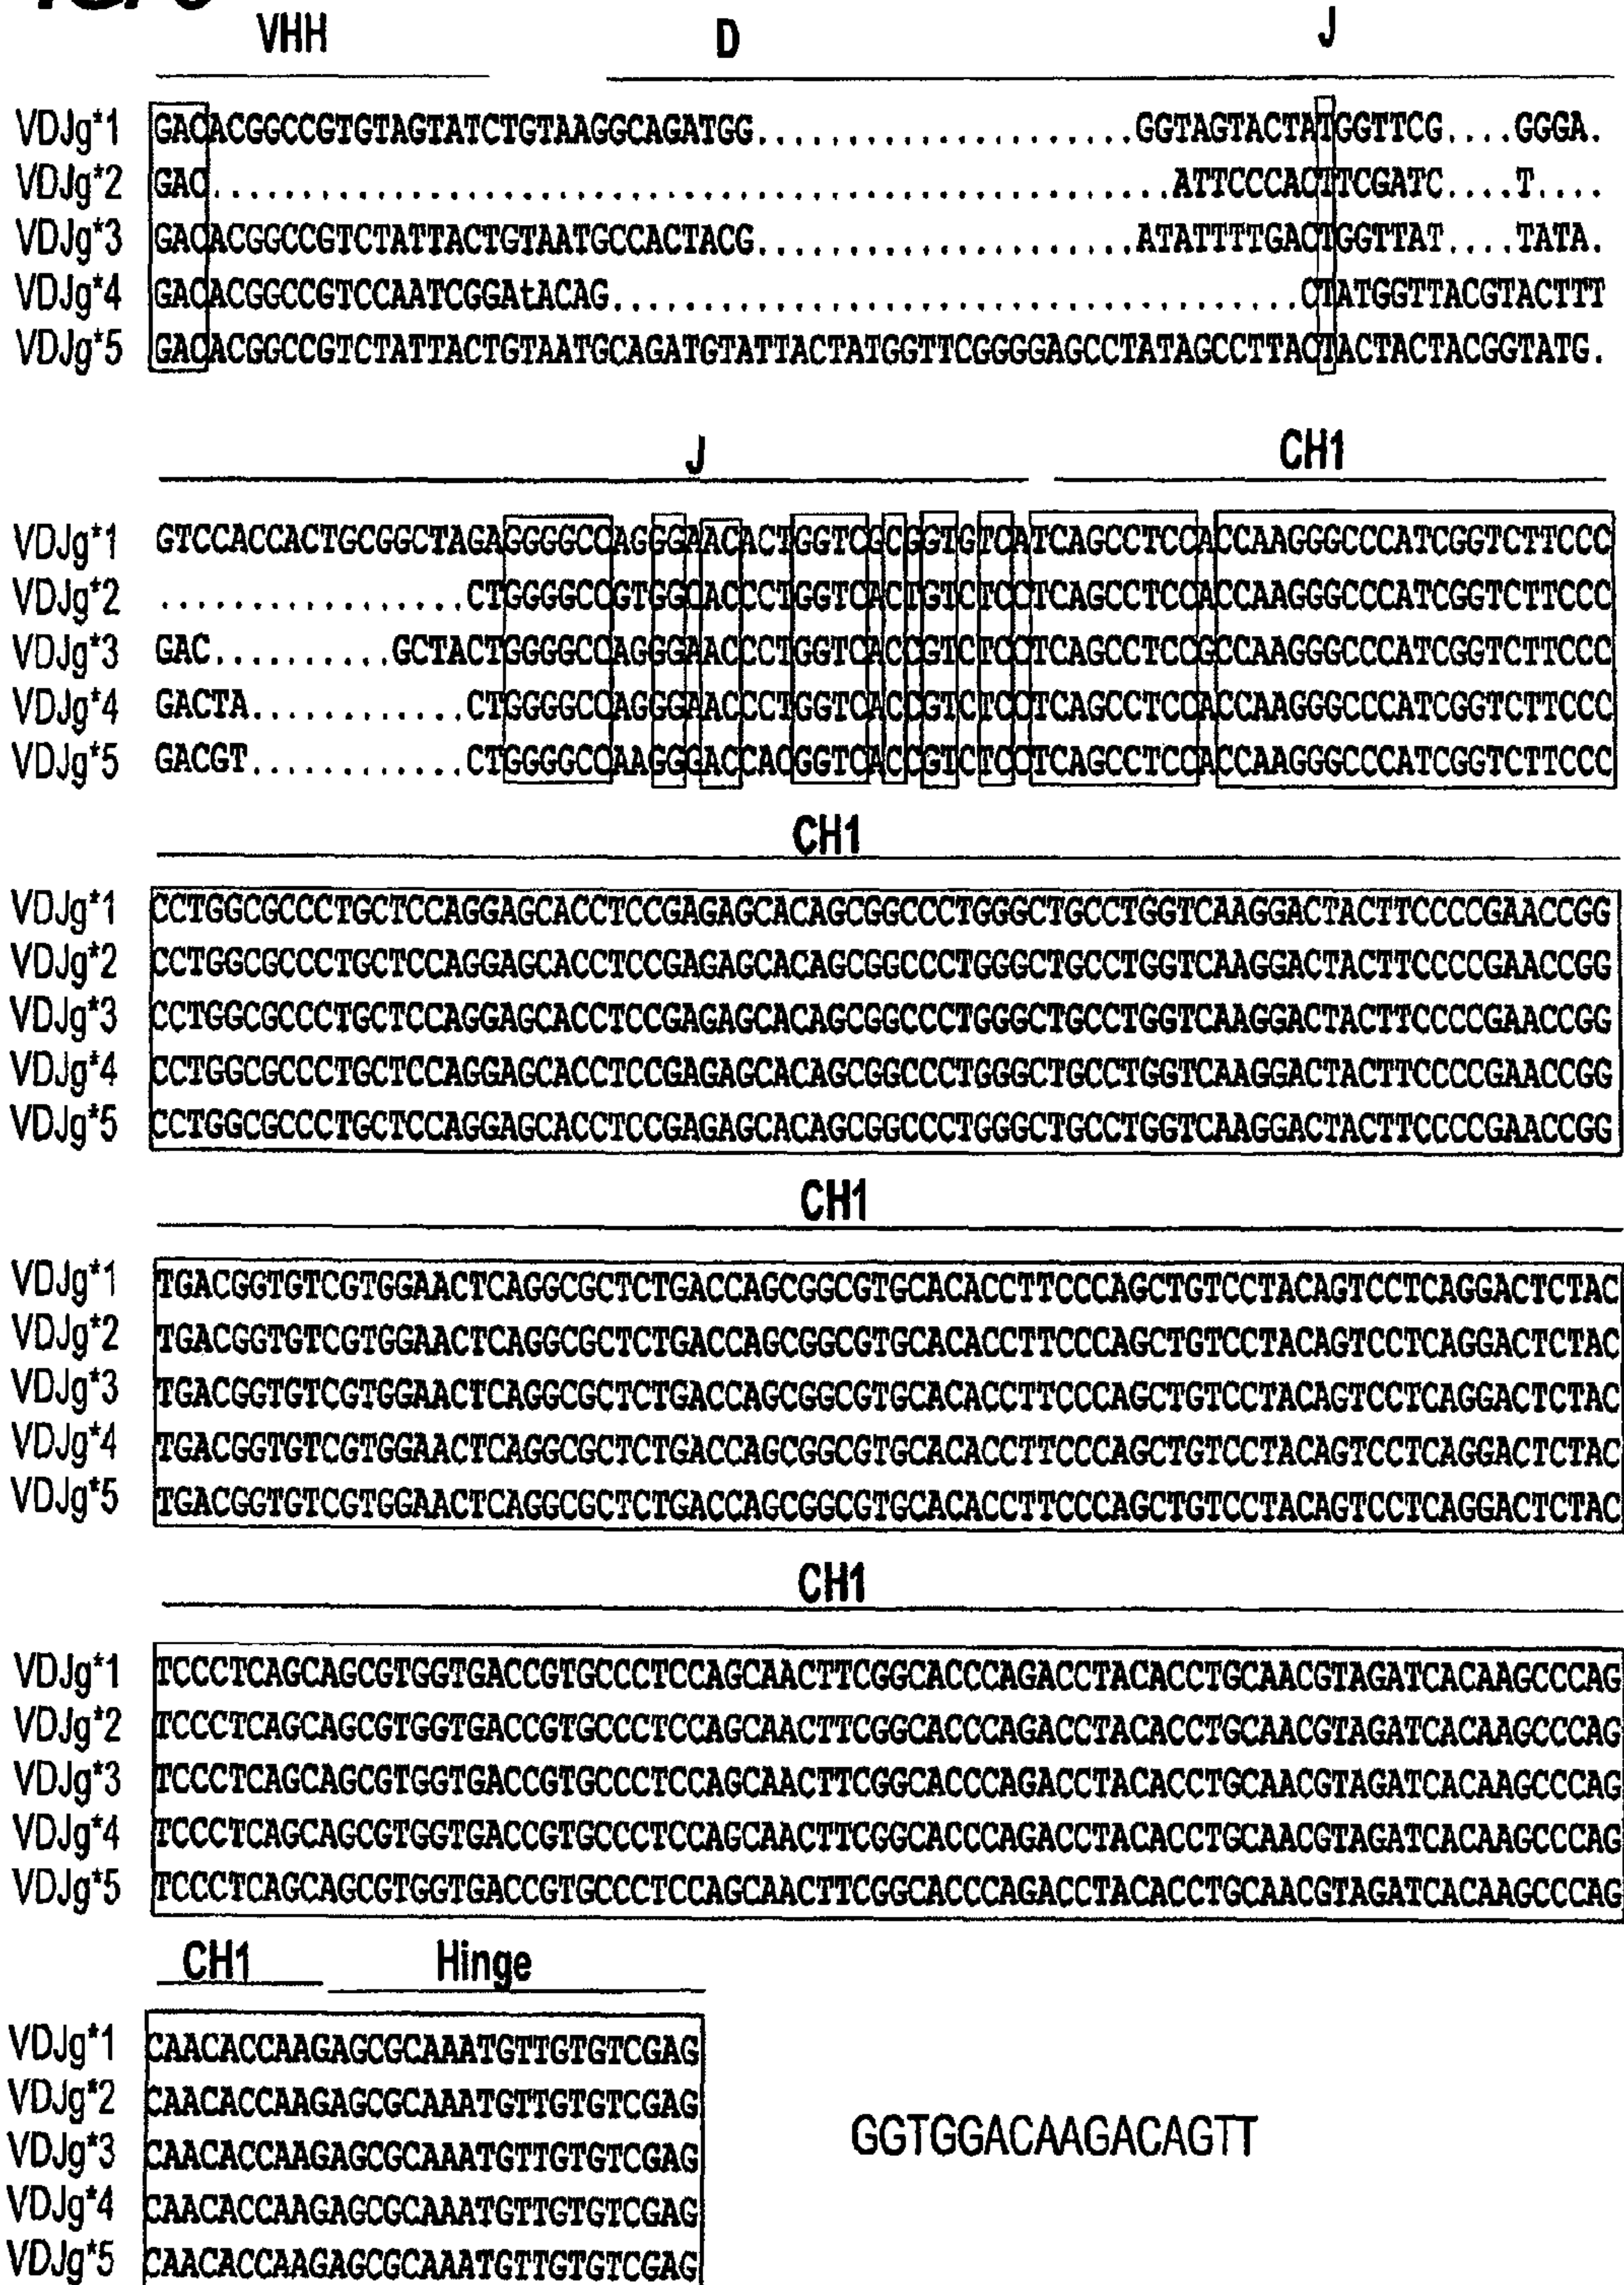 VHH D J
VDJg*1 GACACGGCCGTGTAGTATCTGTAAGGCAGATGG....................GGTAGTACTATGGTTCG....GGGA.
VDJg*2 GAC..................................................ATTCCCACTTCGATC....T....
VDJg*3 GACACGGCCGTCTATTACTGTAATGCCACTACG....................ATATTTTGACTGGTTAT....TATA.
VDJg*4 GACACGGCCGTCCAATCGGAtACAG....................................CTATGGTTACGTACTTT
VDJg*5 GACACGGCCGTCTATTACTGTAATGCAGATGTATTACTATGGTTCGGGGAGCCTATAGCCTTACTACTACTACGGTATG.
J CH1
VDJg*1 GTCCACCACTGCGGCTAGAGGGGCCAGGGAACACTGGTCGCGGTGTCATCAGCCTCCACCAAGGGCCCATCGGTCTTCCC
VDJg*2 .................CTGGGGCCGTGGCACCCTGGTCACTGTCTCCTCAGCCTCCACCAAGGGCCCATCGGTCTTCCC
VDJg*3 GAC..........GCTACTGGGGCCAGGGAACCCTGGTCACCGTCTCCTCAGCCTCCGCCAAGGGCCCATCGGTCTTCCC
VDJg*4 GACTA............CTGGGGCCAGGGAACCCTGGTCACCGTCTCCTCAGCCTCCACCAAGGGCCCATCGGTCTTCCC
VDJg*5 GACGT............CTGGGGCCAAGGGACCACGGTCACCGTCTCCTCAGCCTCCACCAAGGGCCCATCGGTCTTCCC
CH1
VDJg*1 CCTGGCGCCCTGCTCCAGGAGCACCTCCGAGAGCACAGCGGCCCTGGGCTGCCTGGTCAAGGACTACTTCCCCGAACCGG
VDJg*2 CCTGGCGCCCTGCTCCAGGAGCACCTCCGAGAGCACAGCGGCCCTGGGCTGCCTGGTCAAGGACTACTTCCCCGAACCGG
VDJg*3 CCTGGCGCCCTGCTCCAGGAGCACCTCCGAGAGCACAGCGGCCCTGGGCTGCCTGGTCAAGGACTACTTCCCCGAACCGG
VDJg*4 CCTGGCGCCCTGCTCCAGGAGCACCTCCGAGAGCACAGCGGCCCTGGGCTGCCTGGTCAAGGACTACTTCCCCGAACCGG
VDJg*5 CCTGGCGCCCTGCTCCAGGAGCACCTCCGAGAGCACAGCGGCCCTGGGCTGCCTGGTCAAGGACTACTTCCCCGAACCGG
CH1
VDJg*1 TGACGGTGTCGTGGAACTCAGGCGCTCTGACCAGCGGCGTGCACACCTTCCCAGCTGTCCTACAGTCCTCAGGACTCTAC
VDJg*2 TGACGGTGTCGTGGAACTCAGGCGCTCTGACCAGCGGCGTGCACACCTTCCCAGCTGTCCTACAGTCCTCAGGACTCTAC
VDJg*3 TGACGGTGTCGTGGAACTCAGGCGCTCTGACCAGCGGCGTGCACACCTTCCCAGCTGTCCTACAGTCCTCAGGACTCTAC
VDJg*4 TGACGGTGTCGTGGAACTCAGGCGCTCTGACCAGCGGCGTGCACACCTTCCCAGCTGTCCTACAGTCCTCAGGACTCTAC
VDJg*5 TGACGGTGTCGTGGAACTCAGGCGCTCTGACCAGCGGCGTGCACACCTTCCCAGCTGTCCTACAGTCCTCAGGACTCTAC
CH1
VDJg*1 TCCCTCAGCAGCGTGGTGACCGTGCCCTCCAGCAACTTCGGCACCCAGACCTACACCTGCAACGTAGATCACAAGCCCAG
VDJg*2 TCCCTCAGCAGCGTGGTGACCGTGCCCTCCAGCAACTTCGGCACCCAGACCTACACCTGCAACGTAGATCACAAGCCCAG
VDJg*3 TCCCTCAGCAGCGTGGTGACCGTGCCCTCCAGCAACTTCGGCACCCAGACCTACACCTGCAACGTAGATCACAAGCCCAG
VDJg*4 TCCCTCAGCAGCGTGGTGACCGTGCCCTCCAGCAACTTCGGCACCCAGACCTACACCTGCAACGTAGATCACAAGCCCAG
VDJg*5 TCCCTCAGCAGCGTGGTGACCGTGCCCTCCAGCAACTTCGGCACCCAGACCTACACCTGCAACGTAGATCACAAGCCCAG
CH1 Hinge
VDJg*1 CAACACCAAGAGCGCAAATGTTGTGTCGAG
VDJg*2 CAACACCAAGAGCGCAAATGTTGTGTCGAG
VDJg*3 CAACACCAAGAGCGCAAATGTTGTGTCGAG GGTGGACAAGACAGTT
VDJg*4 CAACACCAAGAGCGCAAATGTTGTGTCGAG
VDJg*5 CAACACCAAGAGCGCAAATGTTGTGTCGAG